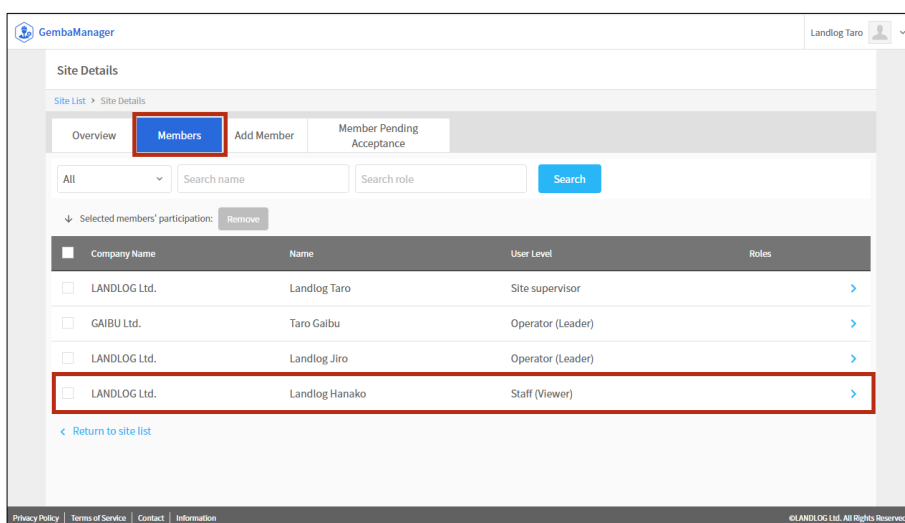 GembaManager
Landlog Taro
Site Details
Site List > Site Details
Overview
Members
Add Member
Member Pending
Acceptance
All
Search name
Search role
Search
↓ Selected members' participation: Remove
Company Name Name User Level Roles
LANDLOG Ltd. Landlog Taro Site supervisor
GAIBU Ltd. Taro Gaibu Operator (Leader)
LANDLOG Ltd. Landlog Jiro Operator (Leader)
LANDLOG Ltd. Landlog Hanako Staff (Viewer)
< Return to site list
Privacy Policy | Terms of Service | Contact | Information ©LANDLOG Ltd. All Rights Reserved